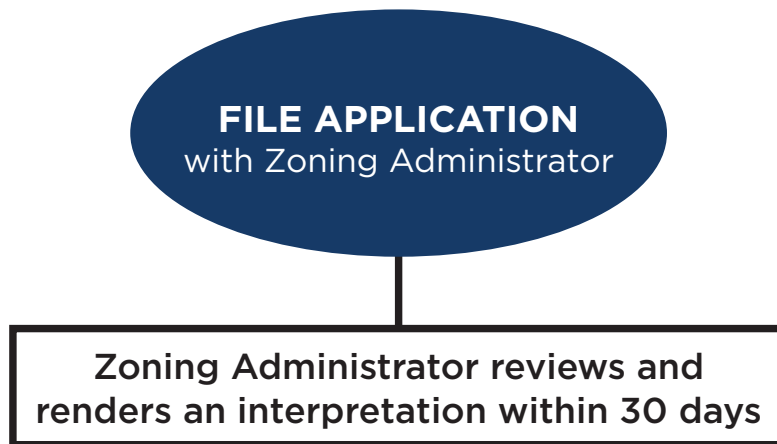 FILE APPLICATION
with Zoning Administrator
Zoning Administrator reviews and
renders an interpretation within 30 days